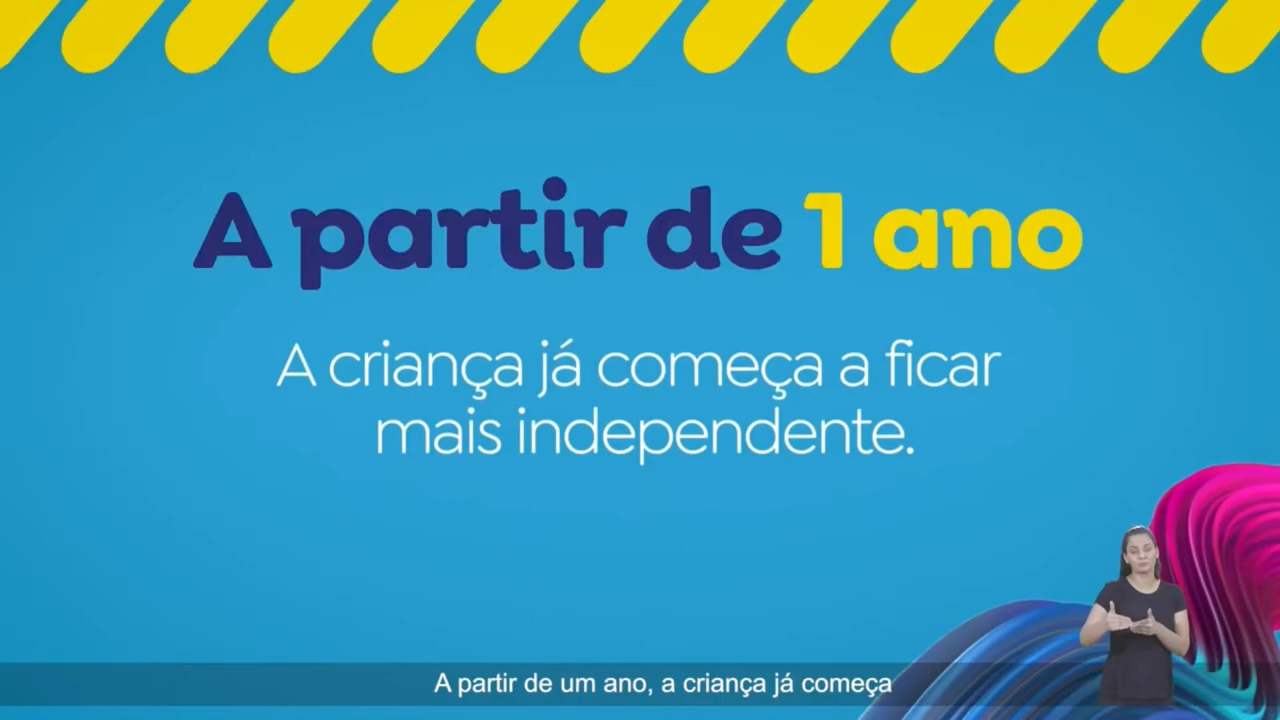 A partir de 1 ano
A criança já começa a ficar
mais independente.
A partir de um ano, a criança já começa